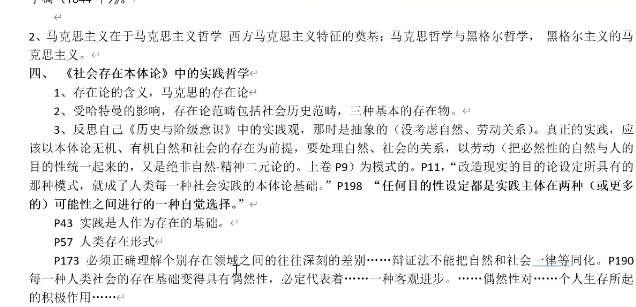 手稿（1844 年）》。
2、马克思主义在于马克思主义哲学 西方马克思主义特征的奠基：马克思哲学与黑格尔哲学， 黑格尔主义的马
克思主义。
四、 《社会存在本体论》中的实践哲学
1、存在论的含义，马克思的存在论
2、受哈特曼的影响，存在论范畴包括社会历史范畴，三种基本的存在物。
3、反思自己《历史与阶级意识》中的实践观，那时是抽象的（没考虑自然、劳动关系）。真正的实践，应
该以本体论无机、有机自然和社会的存在为前提，要处理自然、社会的关系，以劳动（把必然性的自然与人的
目的性统一起来的，又是绝非自然-精神二元论的。上卷 P9）为模式的。P11，“改造现实的目的论设定所具有的
那种模式，就成了人类每一种社会实践的本体论基础。”P198 “任何目的性设定都是实践主体在两种（或更多
的）可能性之间进行的一种自觉选择。”
P43 实践是人作为存在的基础。
P57 人类存在形式
P173 必须正确理解个别存在领域之间的往往深刻的差别……辩证法不能把自然和社会一律等同化。P190
每一种人类社会的存在基础变得具有偶然性，必定代表着……一种客观进步。……偶然性对……个人生存所起
的积极作用……